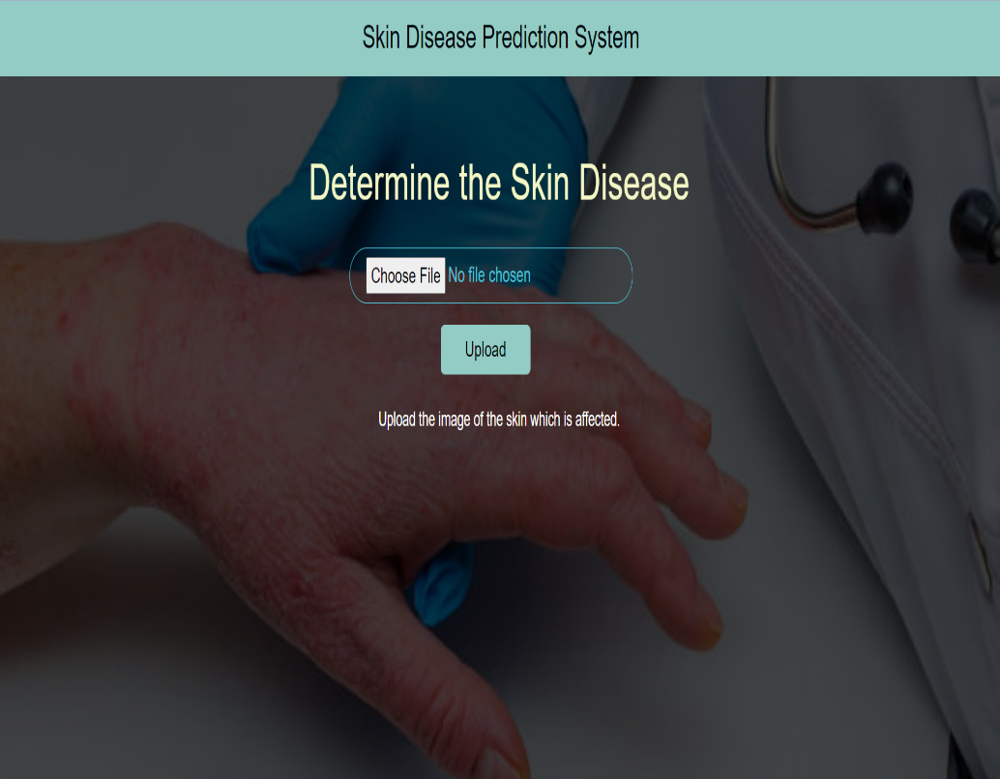 Skin Disease Prediction System
Determine the Skin Disease
Choose File No file chosen
Upload
Upload the image of the skin which is affected.